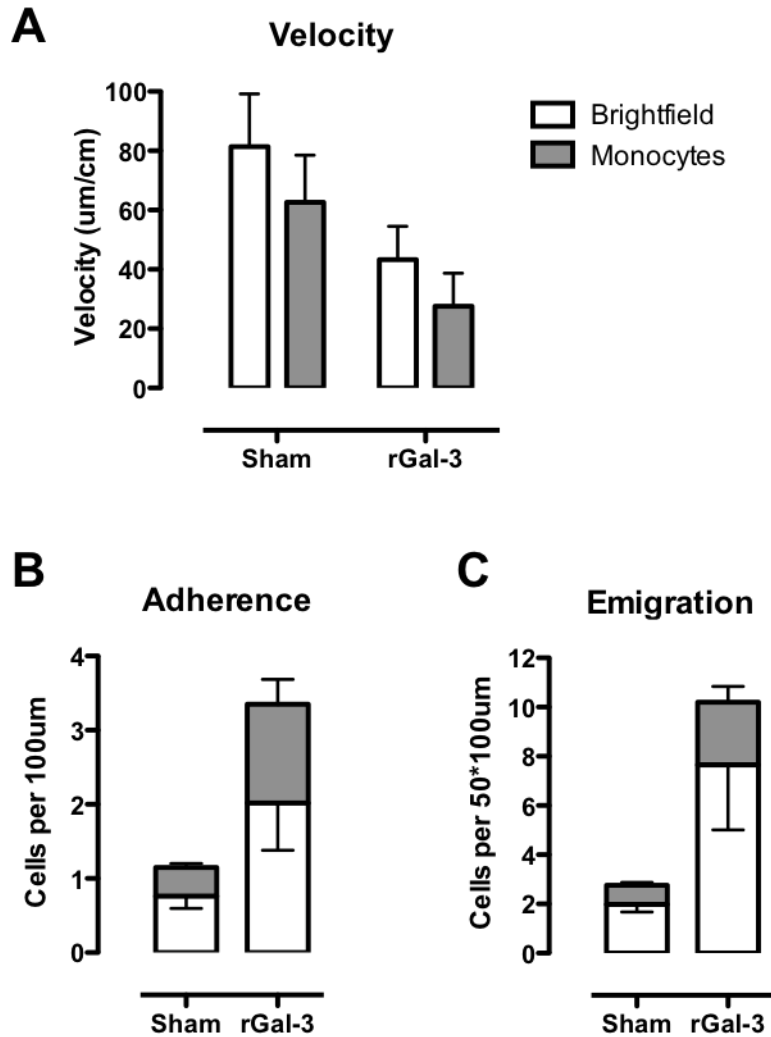 A
Velocity
Velocity (um/cm)
100
80
60
40
20
0
Brightfield
Monocytes
Sham rGal-3
B
Adherence
Cells per 100um
4
3
2
1
0
Sham rGal-3
C
Emigration
Cells per 50*100um
12
10
8
6
4
2
0
Sham rGal-3